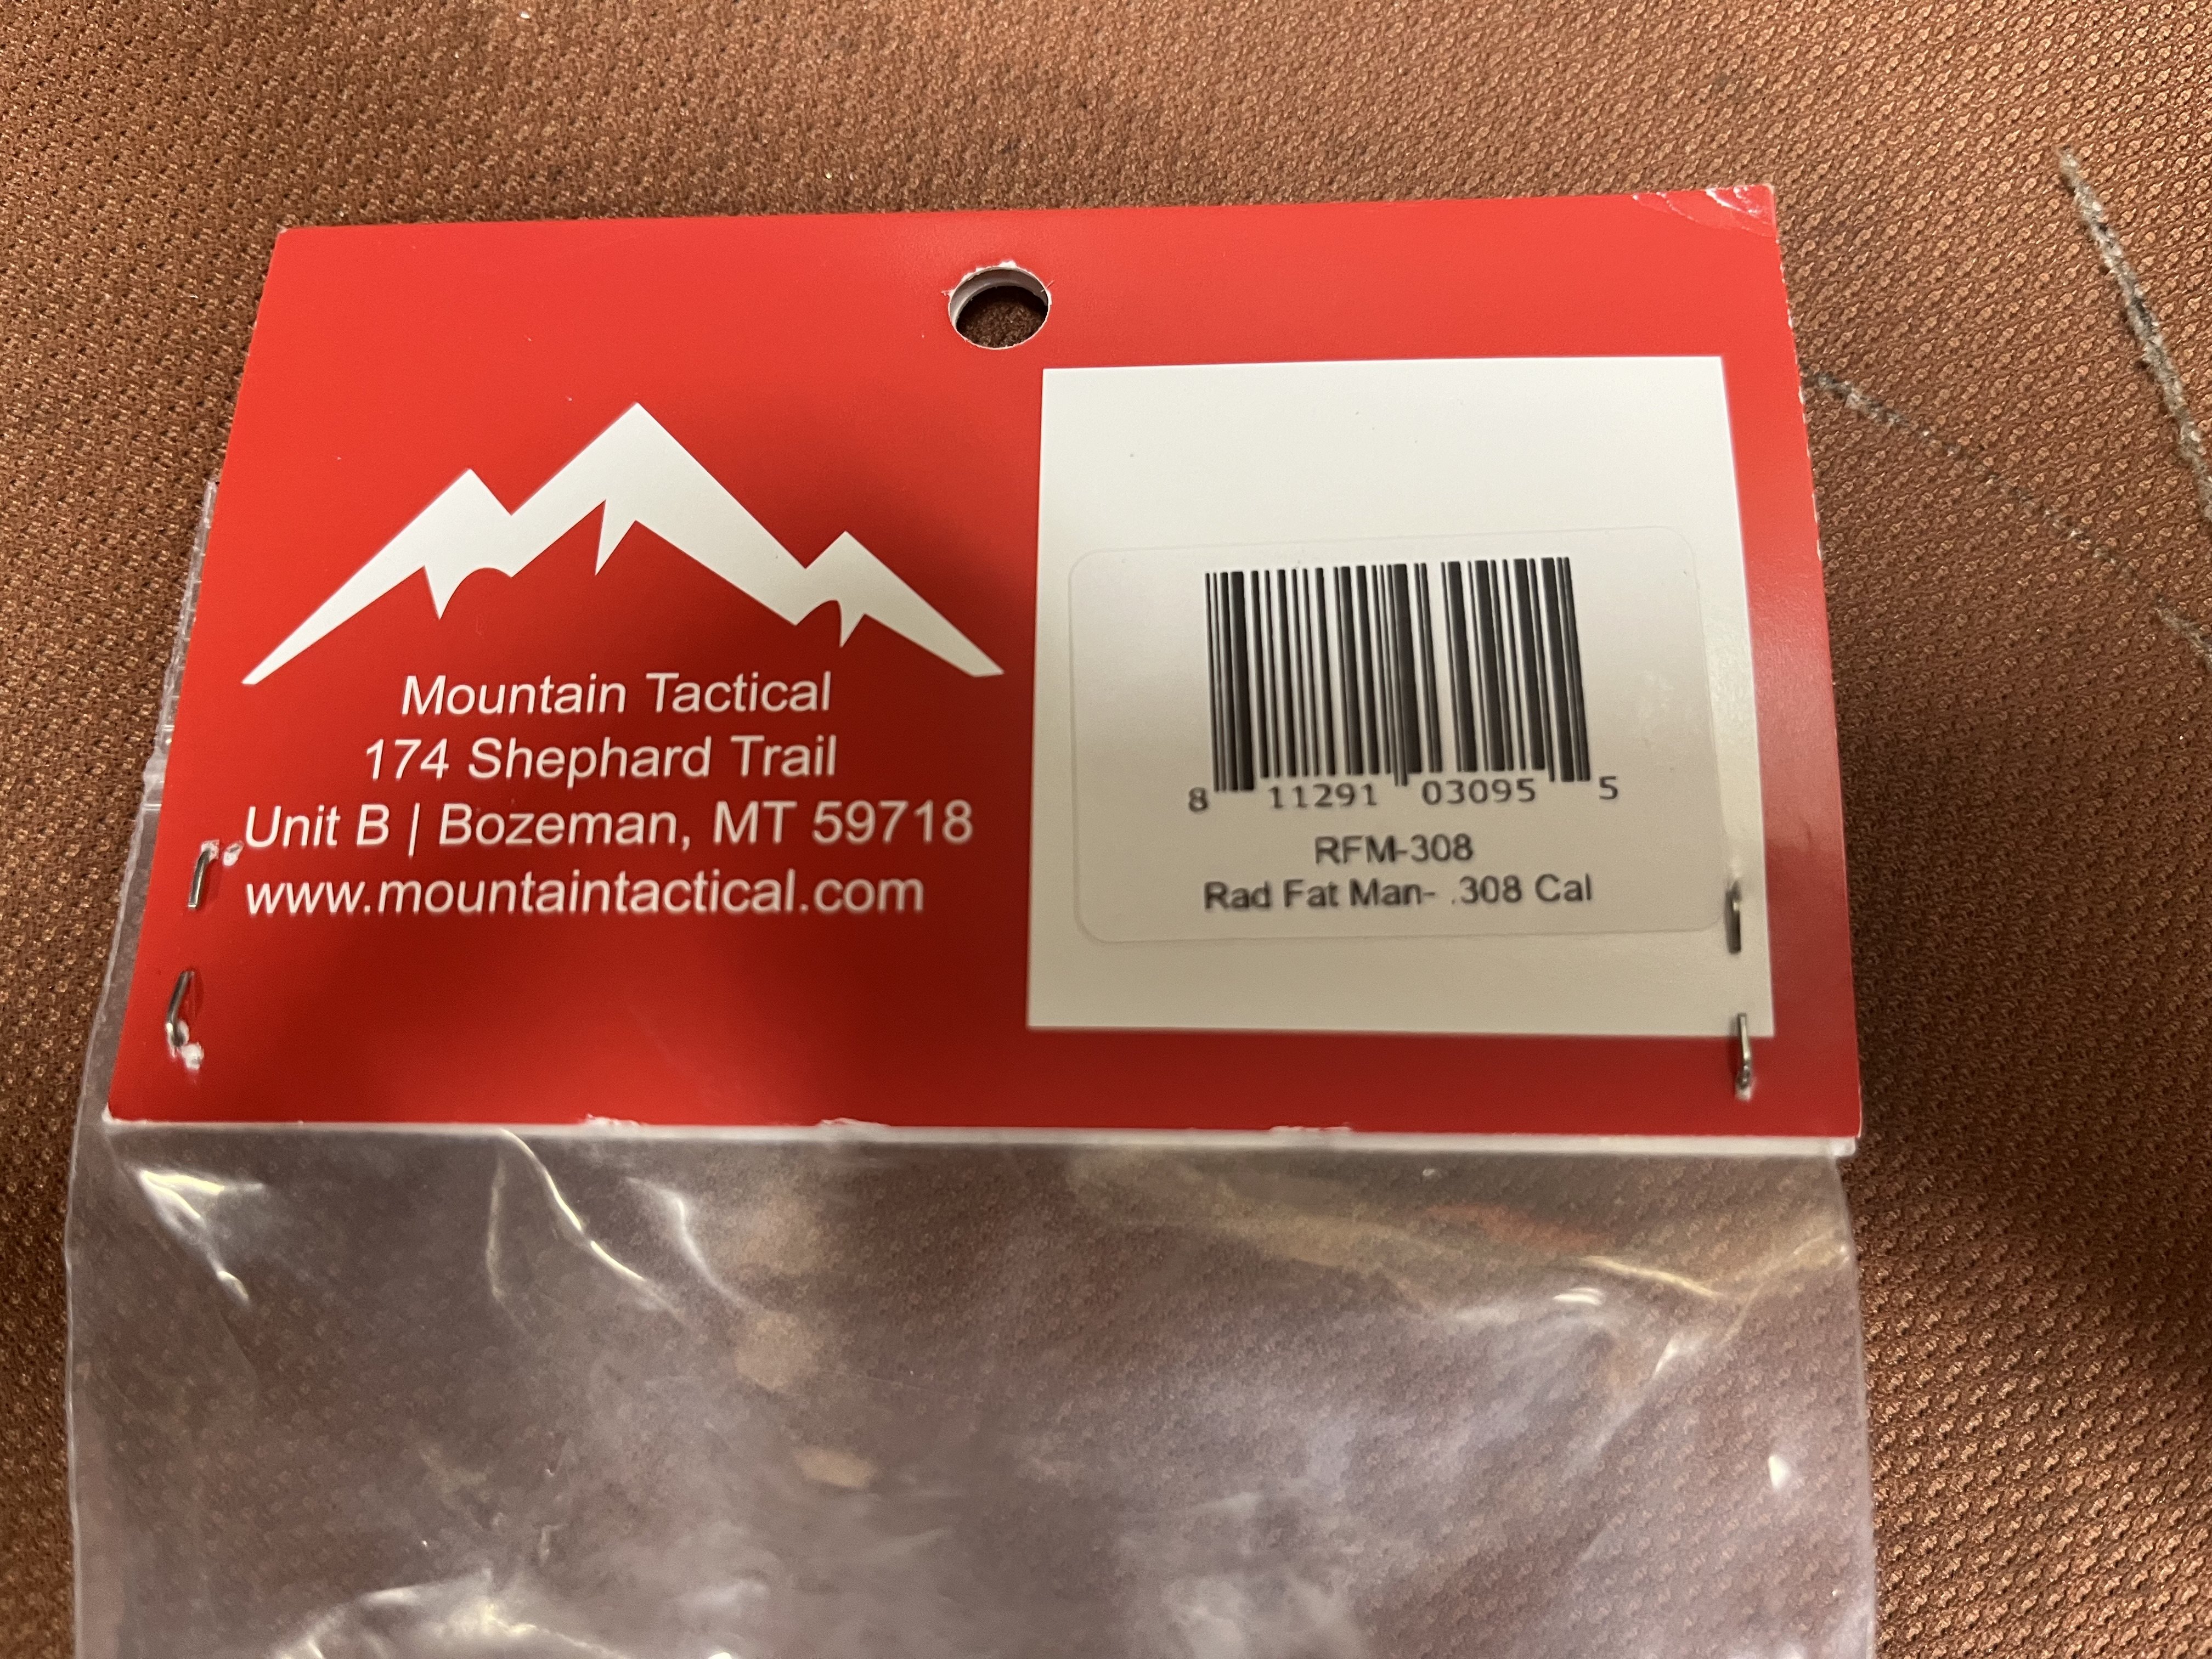 Mountain Tactical
174 Shephard Trail
Unit B | Bozeman, MT 59718
www.mountaintactical.com
8 11291 03095 5
RFM-308
Rad Fat Man- .308 Cal